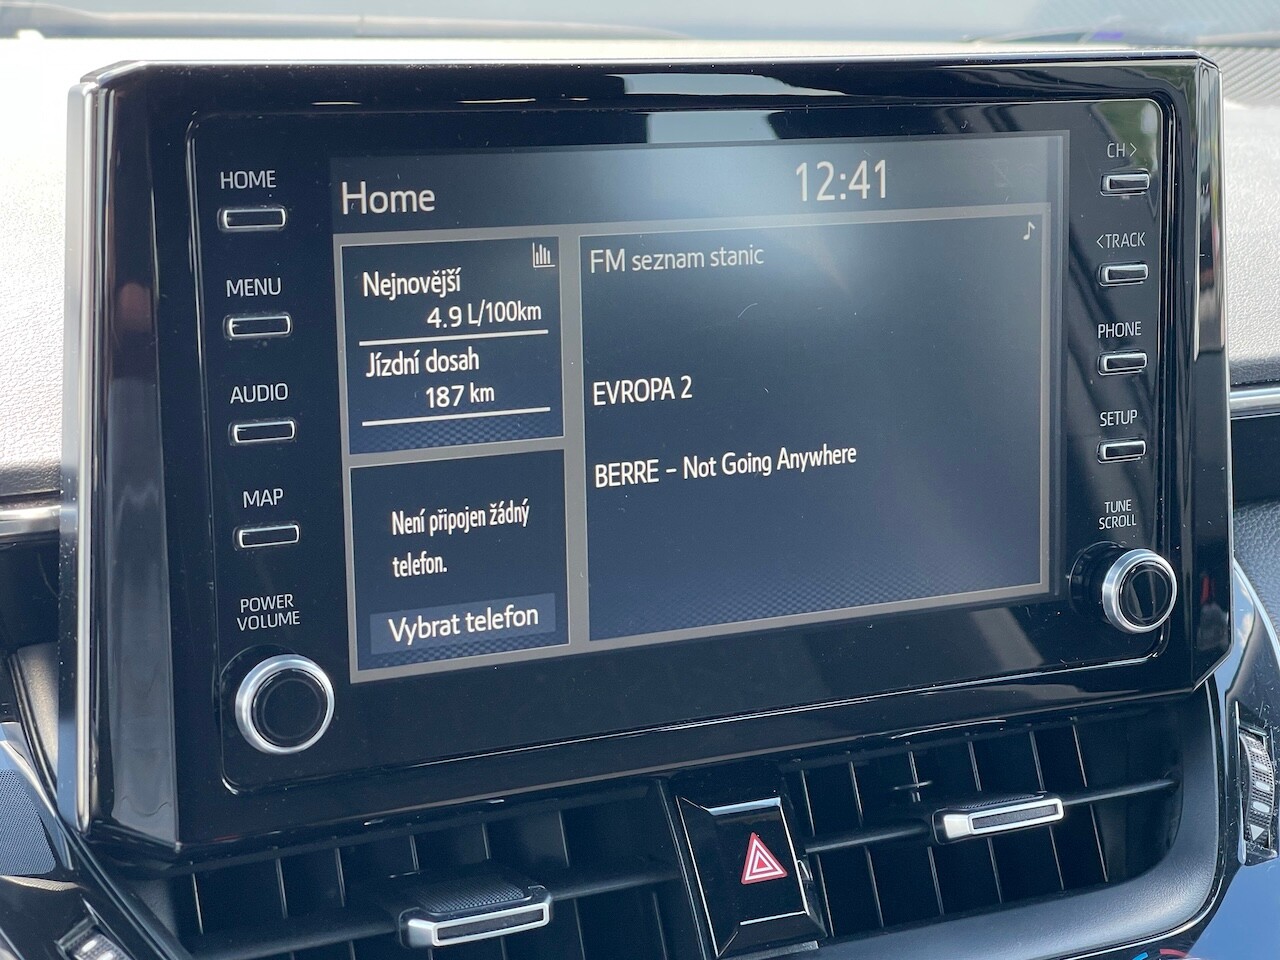 HOME
MENU
AUDIO
MAP
POWER
VOLUME
Home
12:41
Nejnovější
4.9 L/100km
Jízdní dosah
187 km
Není připojen žádný
telefon.
Vybrat telefon
FM seznam stanic
EVROPA 2
BERRE – Not Going Anywhere
CH>
<TRACK
PHONE
SETUP
TUNE
SCROLL